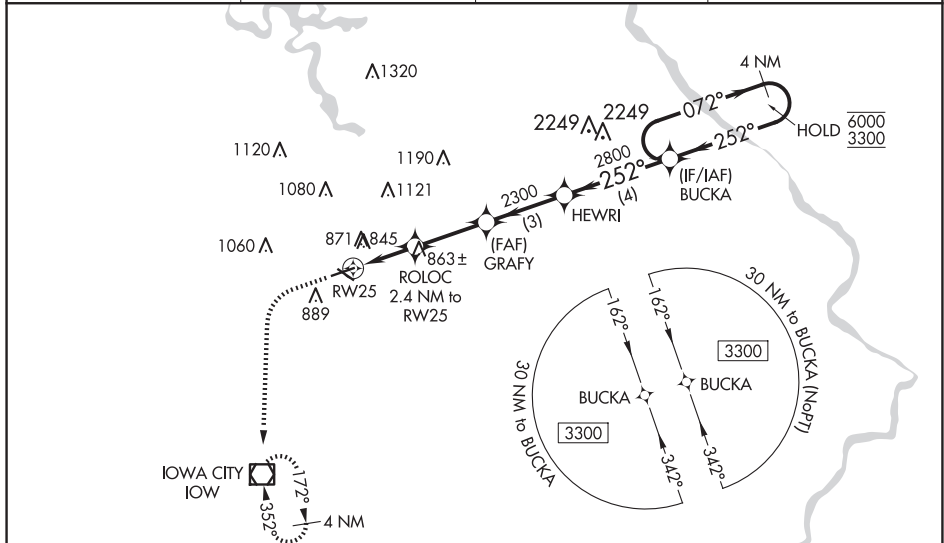 1320
4 NM
072°
2249
2249
HOLD 6000
3300
252°
1120
1190
2800
252°
(4)
(IF/IAF)
BUCKA
1080
1121
2300
(3)
HEWRI
1060
871
845
(FAF)
GRAFY
863±
ROLOC
2.4 NM to
RW25
RW25
889
162°
162°
30 NM to BUCKA (NoPT)
3300
BUCKA
BUCKA
30 NM to BUCKA
3300
342°
342°
IOWA CITY
IOW
172°
352°
4 NM